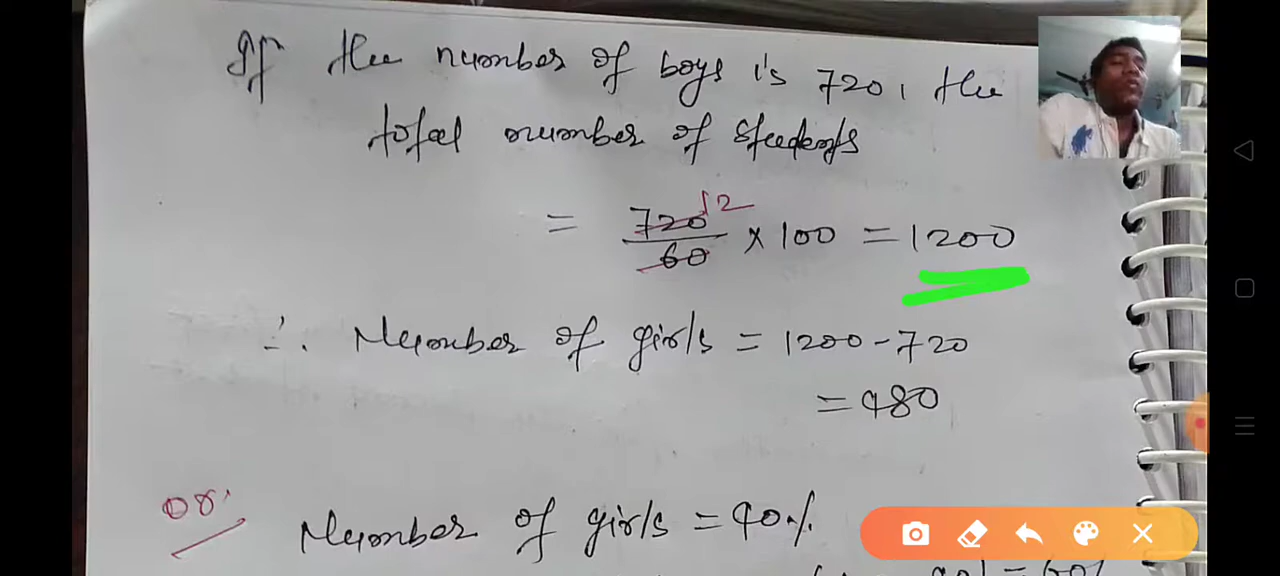 If the number of boys is 720, the
total number of students
= 720/60 × 100 = 1200
12
∴ Number of girls = 1200 - 720
= 480
Or,
Number of girls = 40%
= 60%